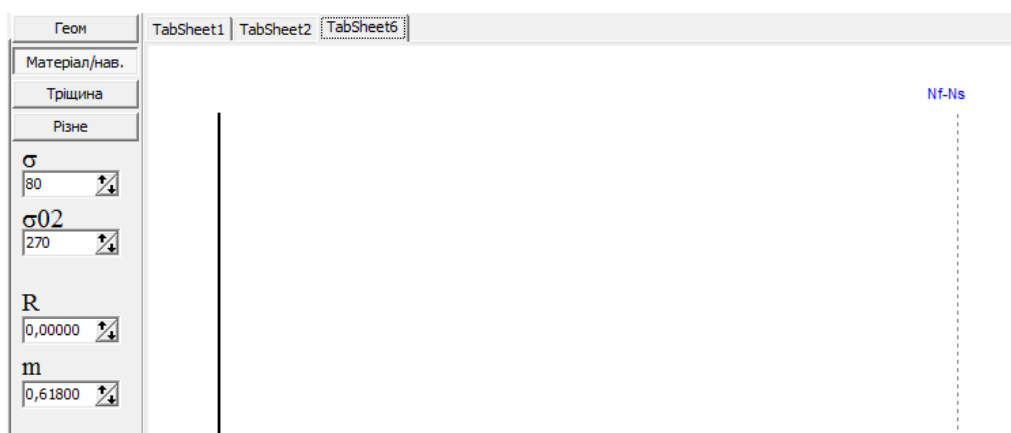 Геом
TabSheet1 TabSheet2 TabSheet6
Матеріал/нав.
Тріщина
Nf-Ns
Різне
σ
80
σ02
270
R
0,00000
m
0,61800